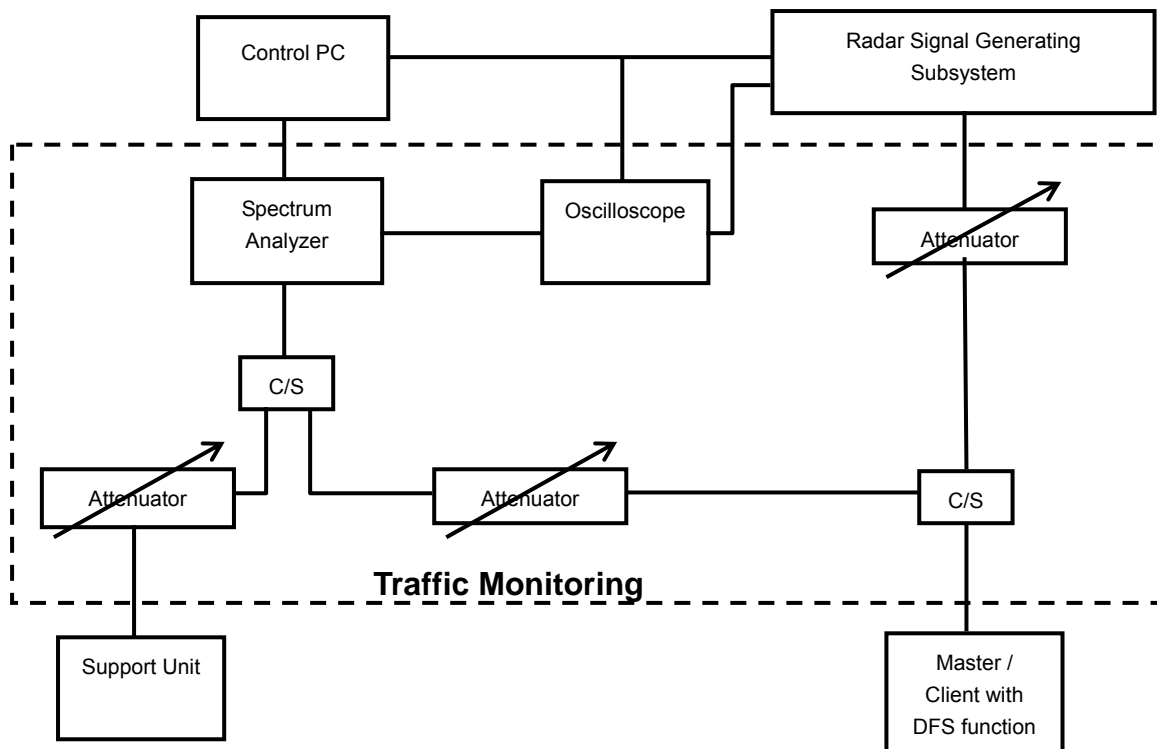 Control PC
Radar Signal Generating
Subsystem
Spectrum
Analyzer
Oscilloscope
Attenuator
C/S
Attenuator
Attenuator
C/S
Traffic Monitoring
Support Unit
Master /
Client with
DFS function